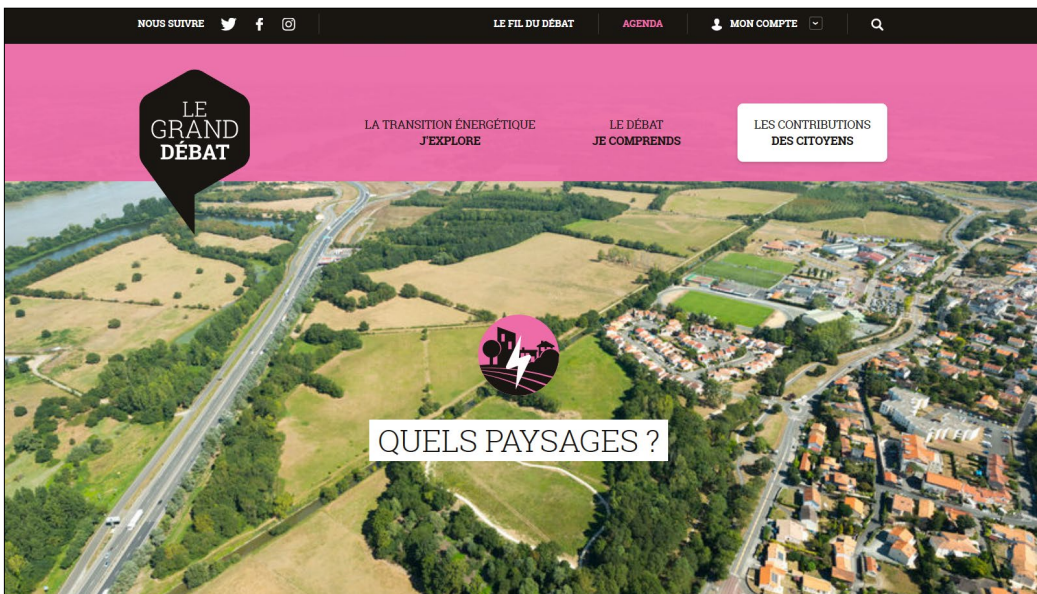 NOUS SUIVRE
LE FIL DU DÉBAT
AGENDA
MON COMPTE
LE
GRAND
DÉBAT
LA TRANSITION ÉNERGÉTIQUE
J'EXPLORE
LE DÉBAT
JE COMPRENDS
LES CONTRIBUTIONS
DES CITOYENS
QUELS PAYSAGES ?